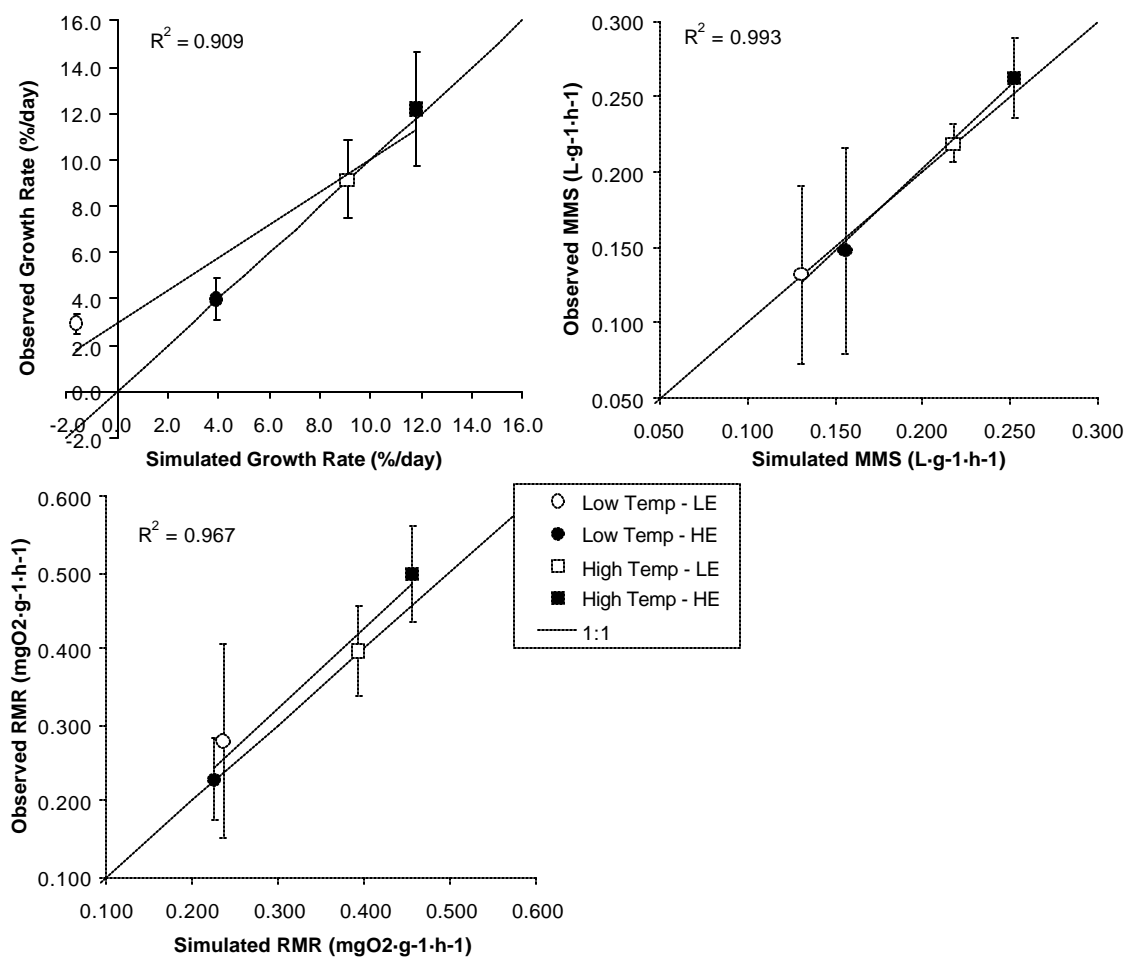 R2 = 0.909
Observed Growth Rate (%/day)
16.0
14.0
12.0
10.0
8.0
6.0
4.0
2.0
0.0
-2.0
-2.0 0.0 2.0 4.0 6.0 8.0 10.0 12.0 14.0 16.0
Simulated Growth Rate (%/day)
R2 = 0.993
Observed MMS (L·g-1·h-1)
0.300
0.250
0.200
0.150
0.100
0.050
0.050 0.100 0.150 0.200 0.250 0.300
Simulated MMS (L·g-1·h-1)
R2 = 0.967
Observed RMR (mgO2·g-1·h-1)
0.600
0.500
0.400
0.300
0.200
0.100
0.100 0.200 0.300 0.400 0.500 0.600
Simulated RMR (mgO2·g-1·h-1)
Low Temp - LE
Low Temp - HE
High Temp - LE
High Temp - HE
1:1